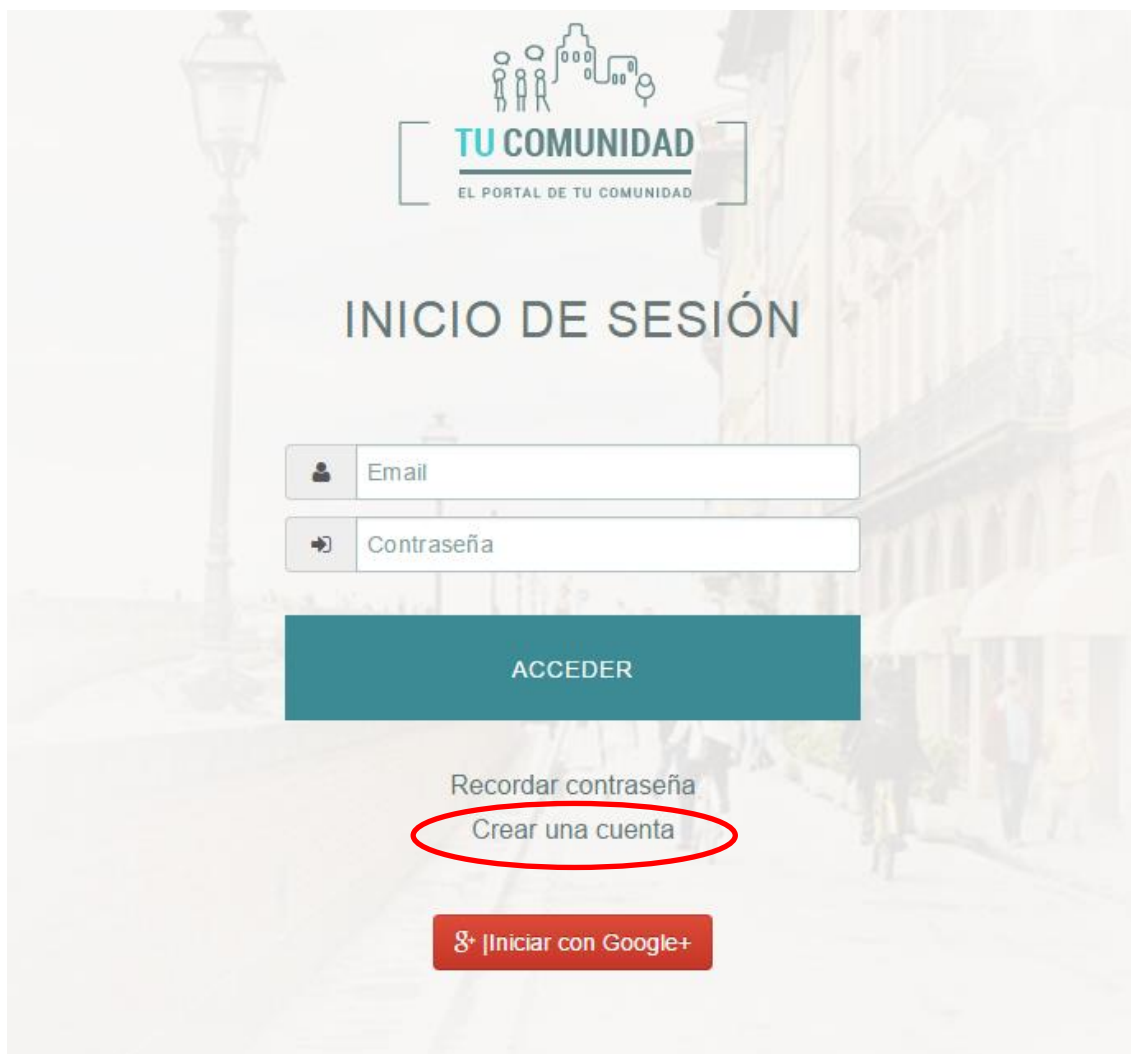 TU COMUNIDAD
EL PORTAL DE TU COMUNIDAD
INICIO DE SESIÓN
Email
Contraseña
ACCEDER
Recordar contraseña
Crear una cuenta
g+ |Iniciar con Google+